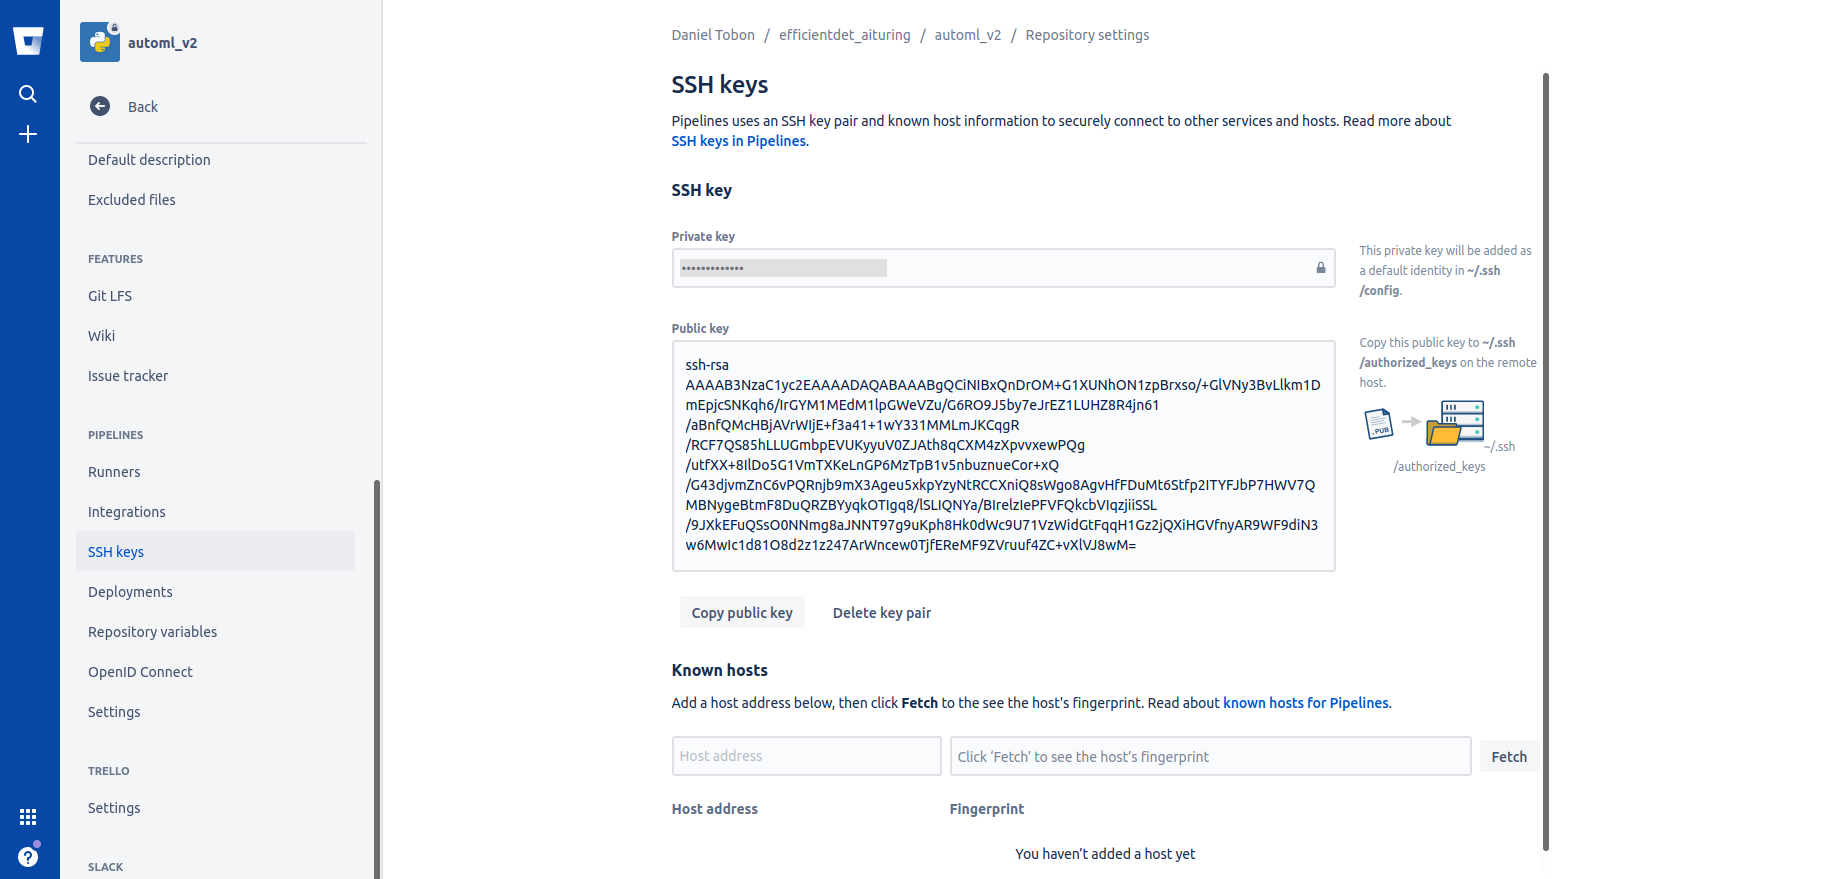 automl_v2
Back
Default description
Excluded files
FEATURES
Git LFS
Wiki
Issue tracker
PIPELINES
Runners
Integrations
SSH keys
Deployments
Repository variables
OpenID Connect
Settings
TRELLO
Settings
SLACK
Daniel Tobon / efficientdet_aituring / automl_v2 / Repository settings
SSH keys
Pipelines uses an SSH key pair and known host information to securely connect to other services and hosts. Read more about
SSH keys in Pipelines.
SSH key
Private key
•••••••••••••
This private key will be added as
a default identity in ~/.ssh
/config.
Public key
ssh-rsa
AAAAB3NzaC1yc2EAAAADAQABAAABgQCiNIBxQnDrOM+G1XUNhON1zpBrxso/+GlVNy3BvLlkm1D
mEpjcSNKqh6/IrGYM1MEdM1lpGWeVZu/G6RO9J5by7eJrEZ1LUHZ8R4jn61
/aBnfQMcHBjAVrWIjE+f3a41+1wY331MMLmJKCqgR
/RCF7QS85hLLUGmbpEVUKyyuV0ZJAth8qCXM4zXpvvxewPQg
/utfXX+8IlDo5G1VmTXKeLnGP6MzTpB1v5nbuznueCor+xQ
/G43djvmZnC6vPQRnjb9mX3Ageu5xkpYzyNtRCCXniQ8sWgo8AgvHfFDuMt6Stfp2ITYFJbP7HWV7Q
MBNygeBtmF8DuQRZBYyqkOTIgq8/lSLIQNYa/BIrelzIePFVFQkcbVIqzjiiSSL
/9JXkEFuQSsO0NNmg8aJNNT97g9uKph8Hk0dWc9U71VzWidGtFqqH1Gz2jQXiHGVfnyAR9WF9diN3
w6MwIc1d81O8d2z1z247ArWncew0TjfEReMF9ZVruuf4ZC+vXlVJ8wM=
Copy this public key to ~/.ssh
/authorized_keys on the remote
host.
.PUB
~/.ssh
/authorized_keys
Copy public key
Delete key pair
Known hosts
Add a host address below, then click Fetch to the see the host's fingerprint. Read about known hosts for Pipelines.
Host address
Click ‘Fetch’ to see the host’s fingerprint
Fetch
Host address
Fingerprint
You haven’t added a host yet